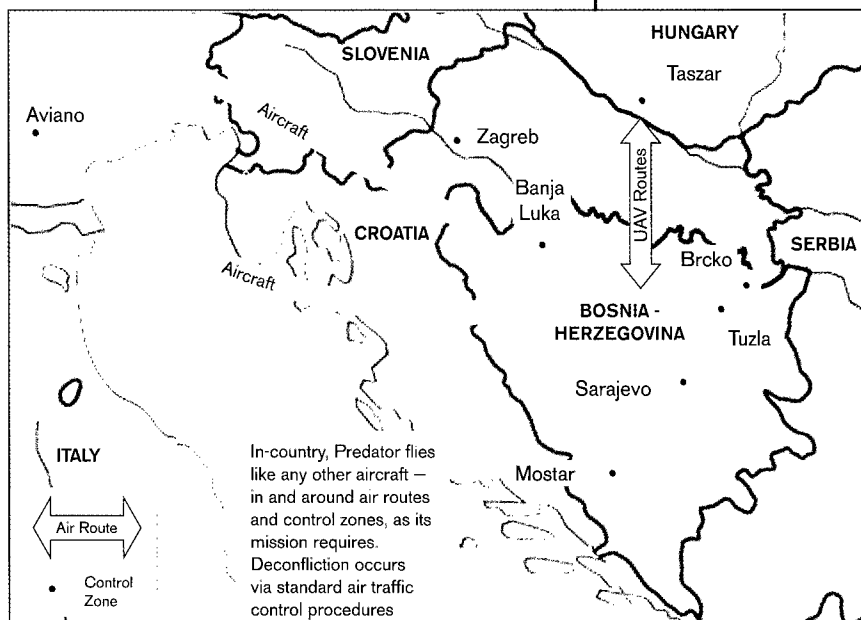 HUNGARY
SLOVENIA
Taszar
Aviano
Aircraft
Zagreb
UAV Routes
Banja
Luka
CROATIA
SERBIA
Brcko
Aircraft
BOSNIA -
HERZEGOVINA
Tuzla
Sarajevo
ITALY
In-country, Predator flies
like any other aircraft —
in and around air routes
and control zones, as its
mission requires.
Deconfliction occurs
via standard air traffic
control procedures
Mostar
Air Route
Control
Zone